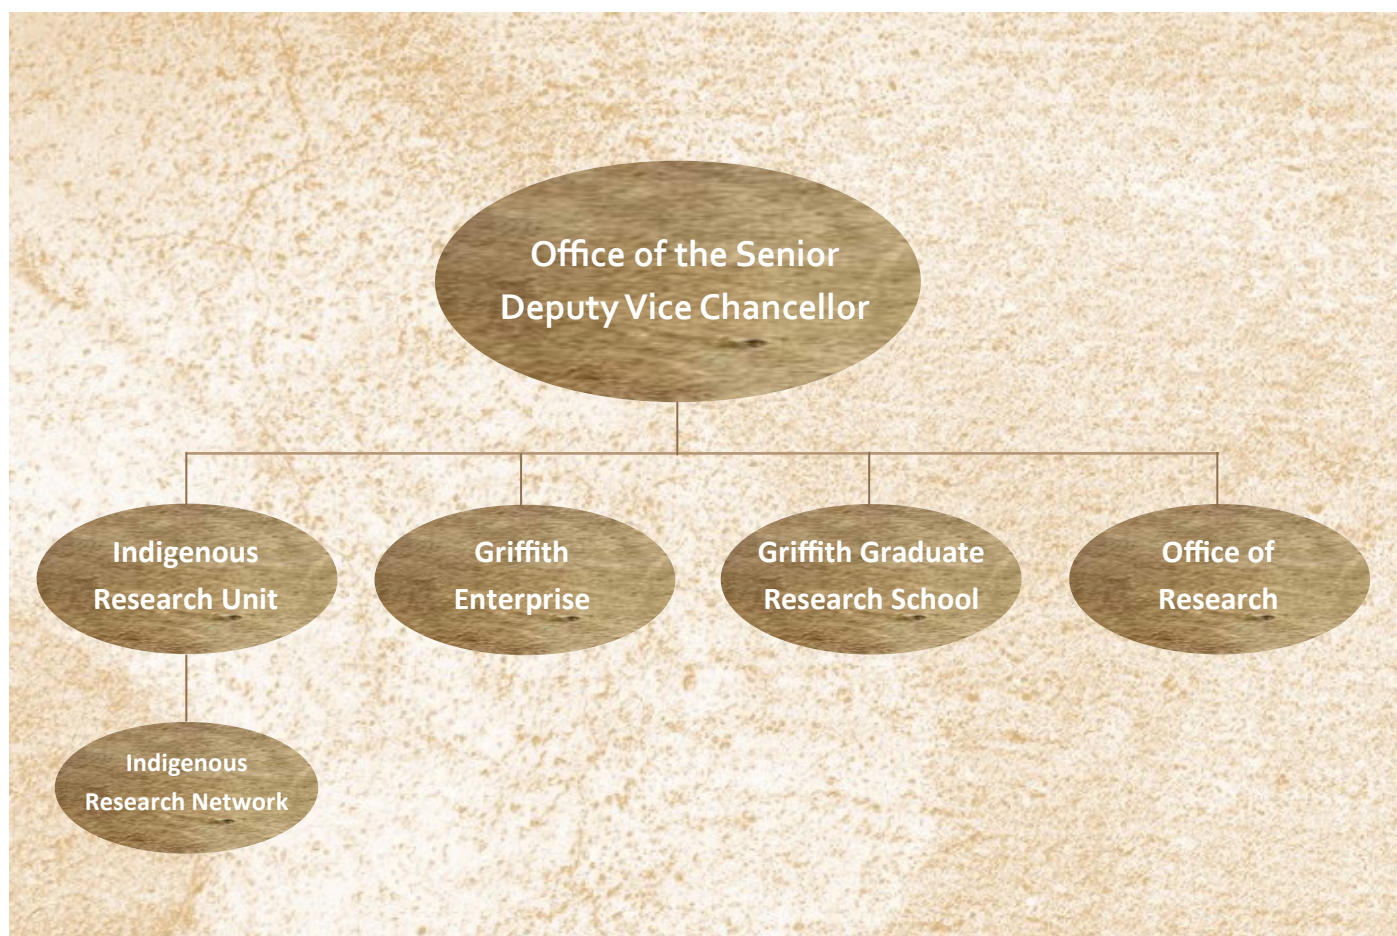 Office of the Senior
Deputy Vice Chancellor
Indigenous
Research Unit
Griffith
Enterprise
Griffith Graduate
Research School
Office of
Research
Indigenous
Research Network